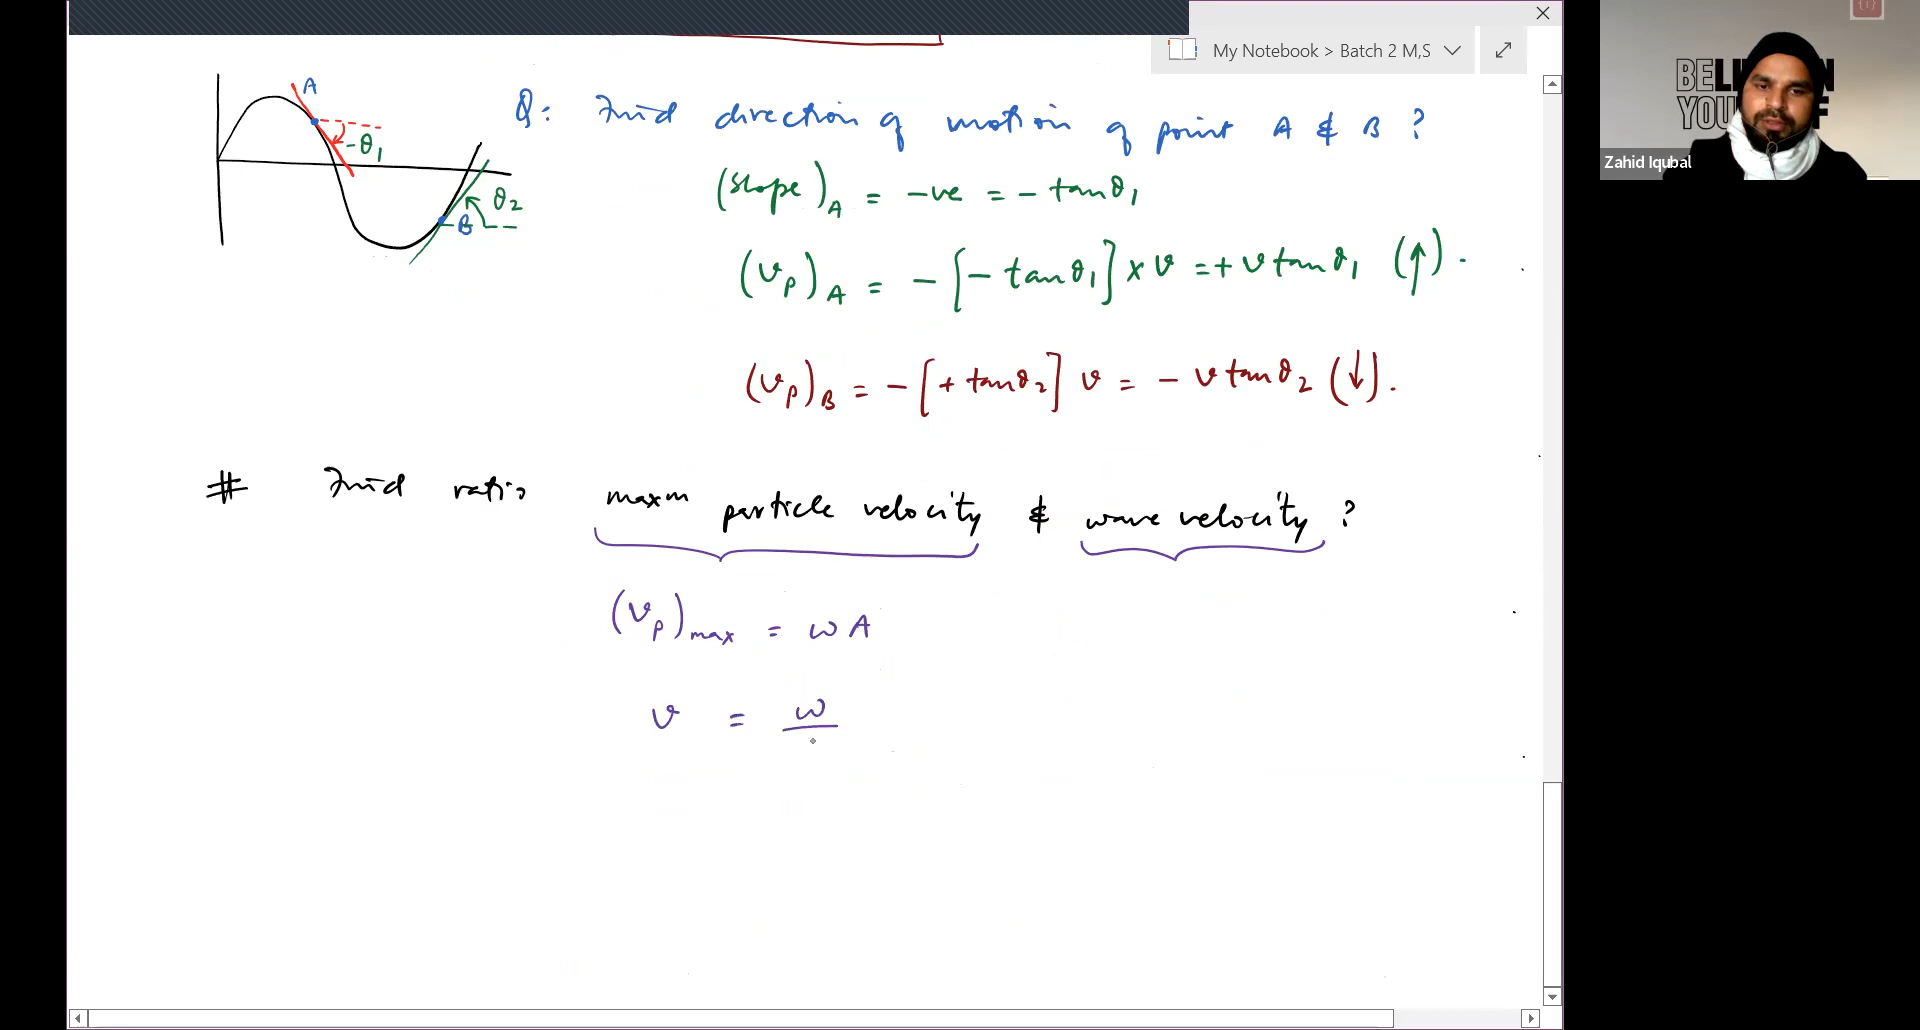 My Notebook > Batch 2 M,S
Zahid Iqubal
A
-θ1
θ2
B
Q: Find direction of motion of point A & B ?
(Slope)A = -ve = - tanθ1
(vp)A = - [- tanθ1] × v = + v tanθ1 (↑) .
(vp)B = - [+ tanθ2] v = - v tanθ2 (↓) .
# Find ratio maxm particle velocity & wave velocity ?
(vp)max = ω A
v = ω